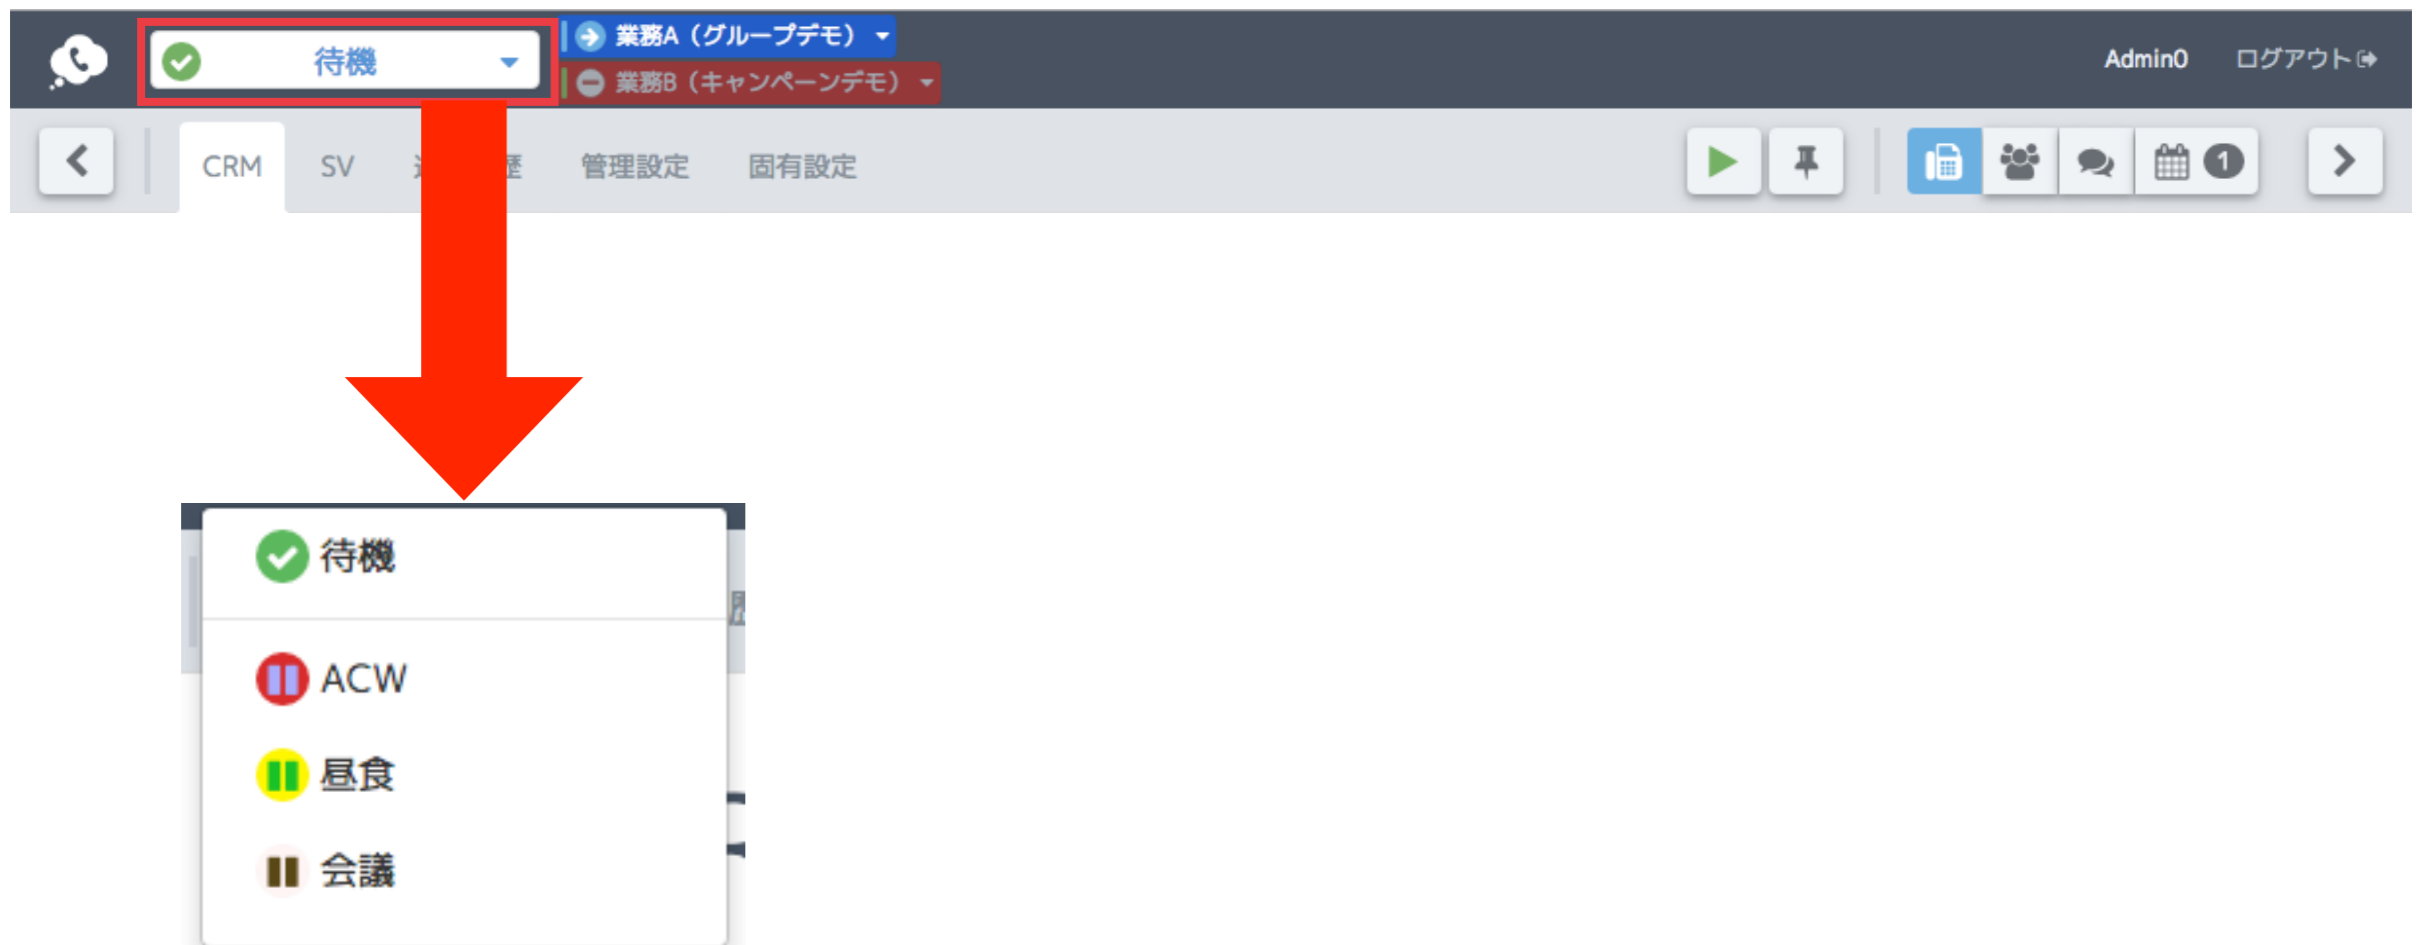 待機
業務A（グループデモ）
業務B（キャンペーンデモ）
Admin0
ログアウト
CRM
SV
歴
管理設定
固有設定
1
待機
歴
ACW
昼食
会議